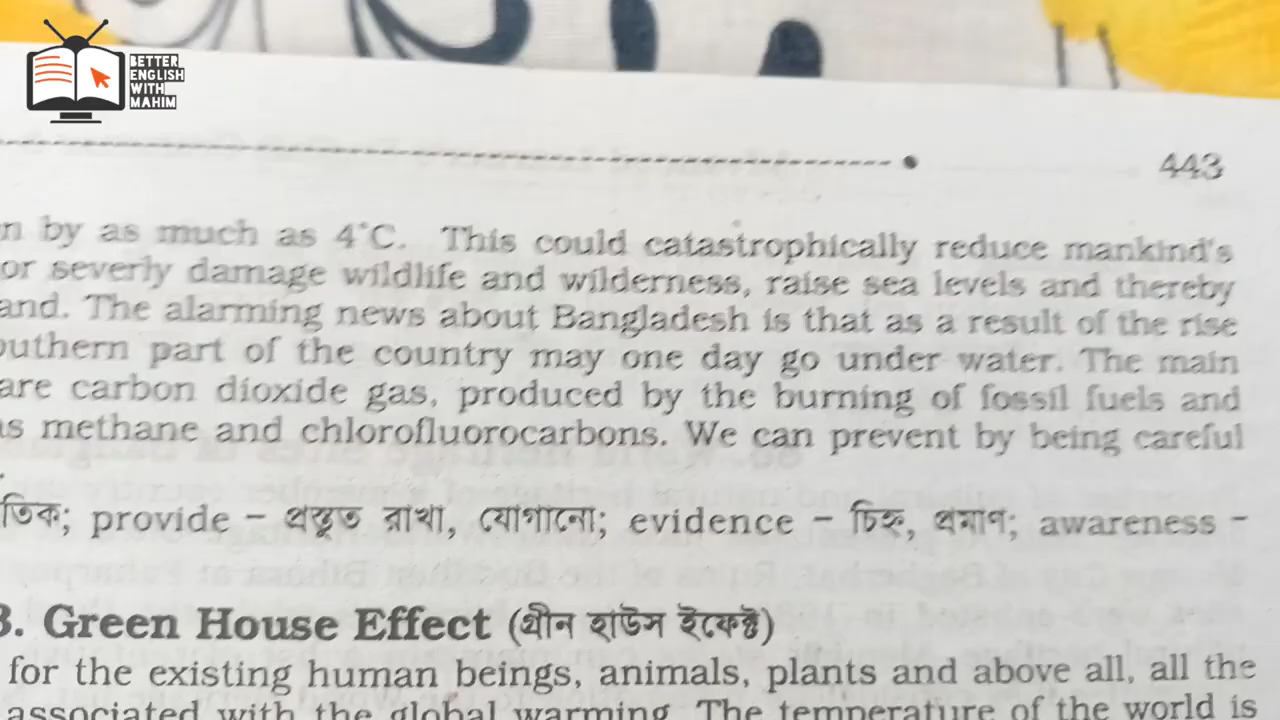 BETTER
ENGLISH
WITH
MAHIM
443
n by as much as 4°C. This could catastrophically reduce mankind's
or severly damage wildlife and wilderness, raise sea levels and thereby
and. The alarming news about Bangladesh is that as a result of the rise
outhern part of the country may one day go under water. The main
are carbon dioxide gas, produced by the burning of fossil fuels and
as methane and chlorofluorocarbons. We can prevent by being careful
তিক; provide – প্রস্তুত রাখা, যোগানো; evidence – চিহ্ন, প্রমাণ; awareness –
3. Green House Effect (গ্রীন হাউস ইফেক্ট)
for the existing human beings, animals, plants and above all, all the
associated with the global warming. The temperature of the world is